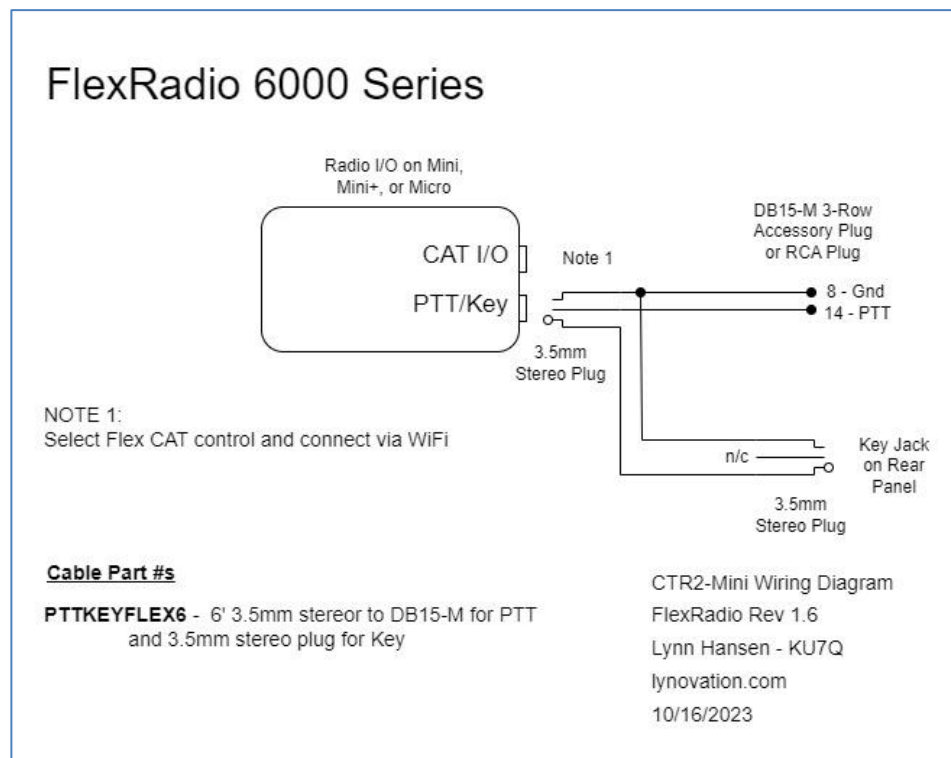 FlexRadio 6000 Series
Radio I/O on Mini,
Mini+, or Micro
DB15-M 3-Row
Accessory Plug
or RCA Plug
CAT I/O
Note 1
8 - Gnd
PTT/Key
14 - PTT
3.5mm
Stereo Plug
NOTE 1:
Select Flex CAT control and connect via WiFi
n/c
Key Jack
on Rear
Panel
3.5mm
Stereo Plug
Cable Part #s
PTTKEYFLEX6 - 6' 3.5mm stereor to DB15-M for PTT
and 3.5mm stereo plug for Key
CTR2-Mini Wiring Diagram
FlexRadio Rev 1.6
Lynn Hansen - KU7Q
lynovation.com
10/16/2023